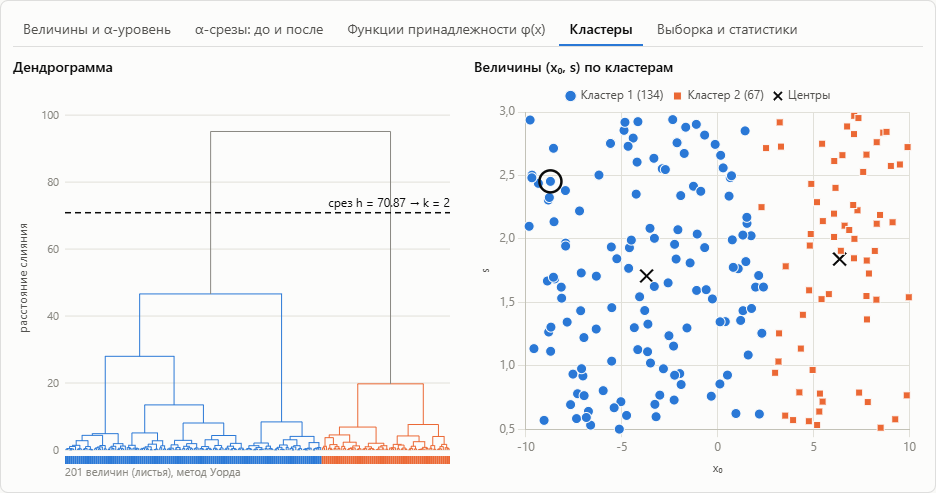 Величины и α-уровень α-срезы: до и после Функции принадлежности φ(x) Кластеры Выборка и статистики
Дендрограмма
100
80
60
40
20
0
расстояние слияния
срез h = 70.87 → k = 2
201 величин (листья), метод Уорда
Величины (x₀, s) по кластерам
Кластер 1 (134) Кластер 2 (67) Центры
3,0
2,5
2,0
1,5
1,0
0,5
s
−10 −5 0 5 10
x₀